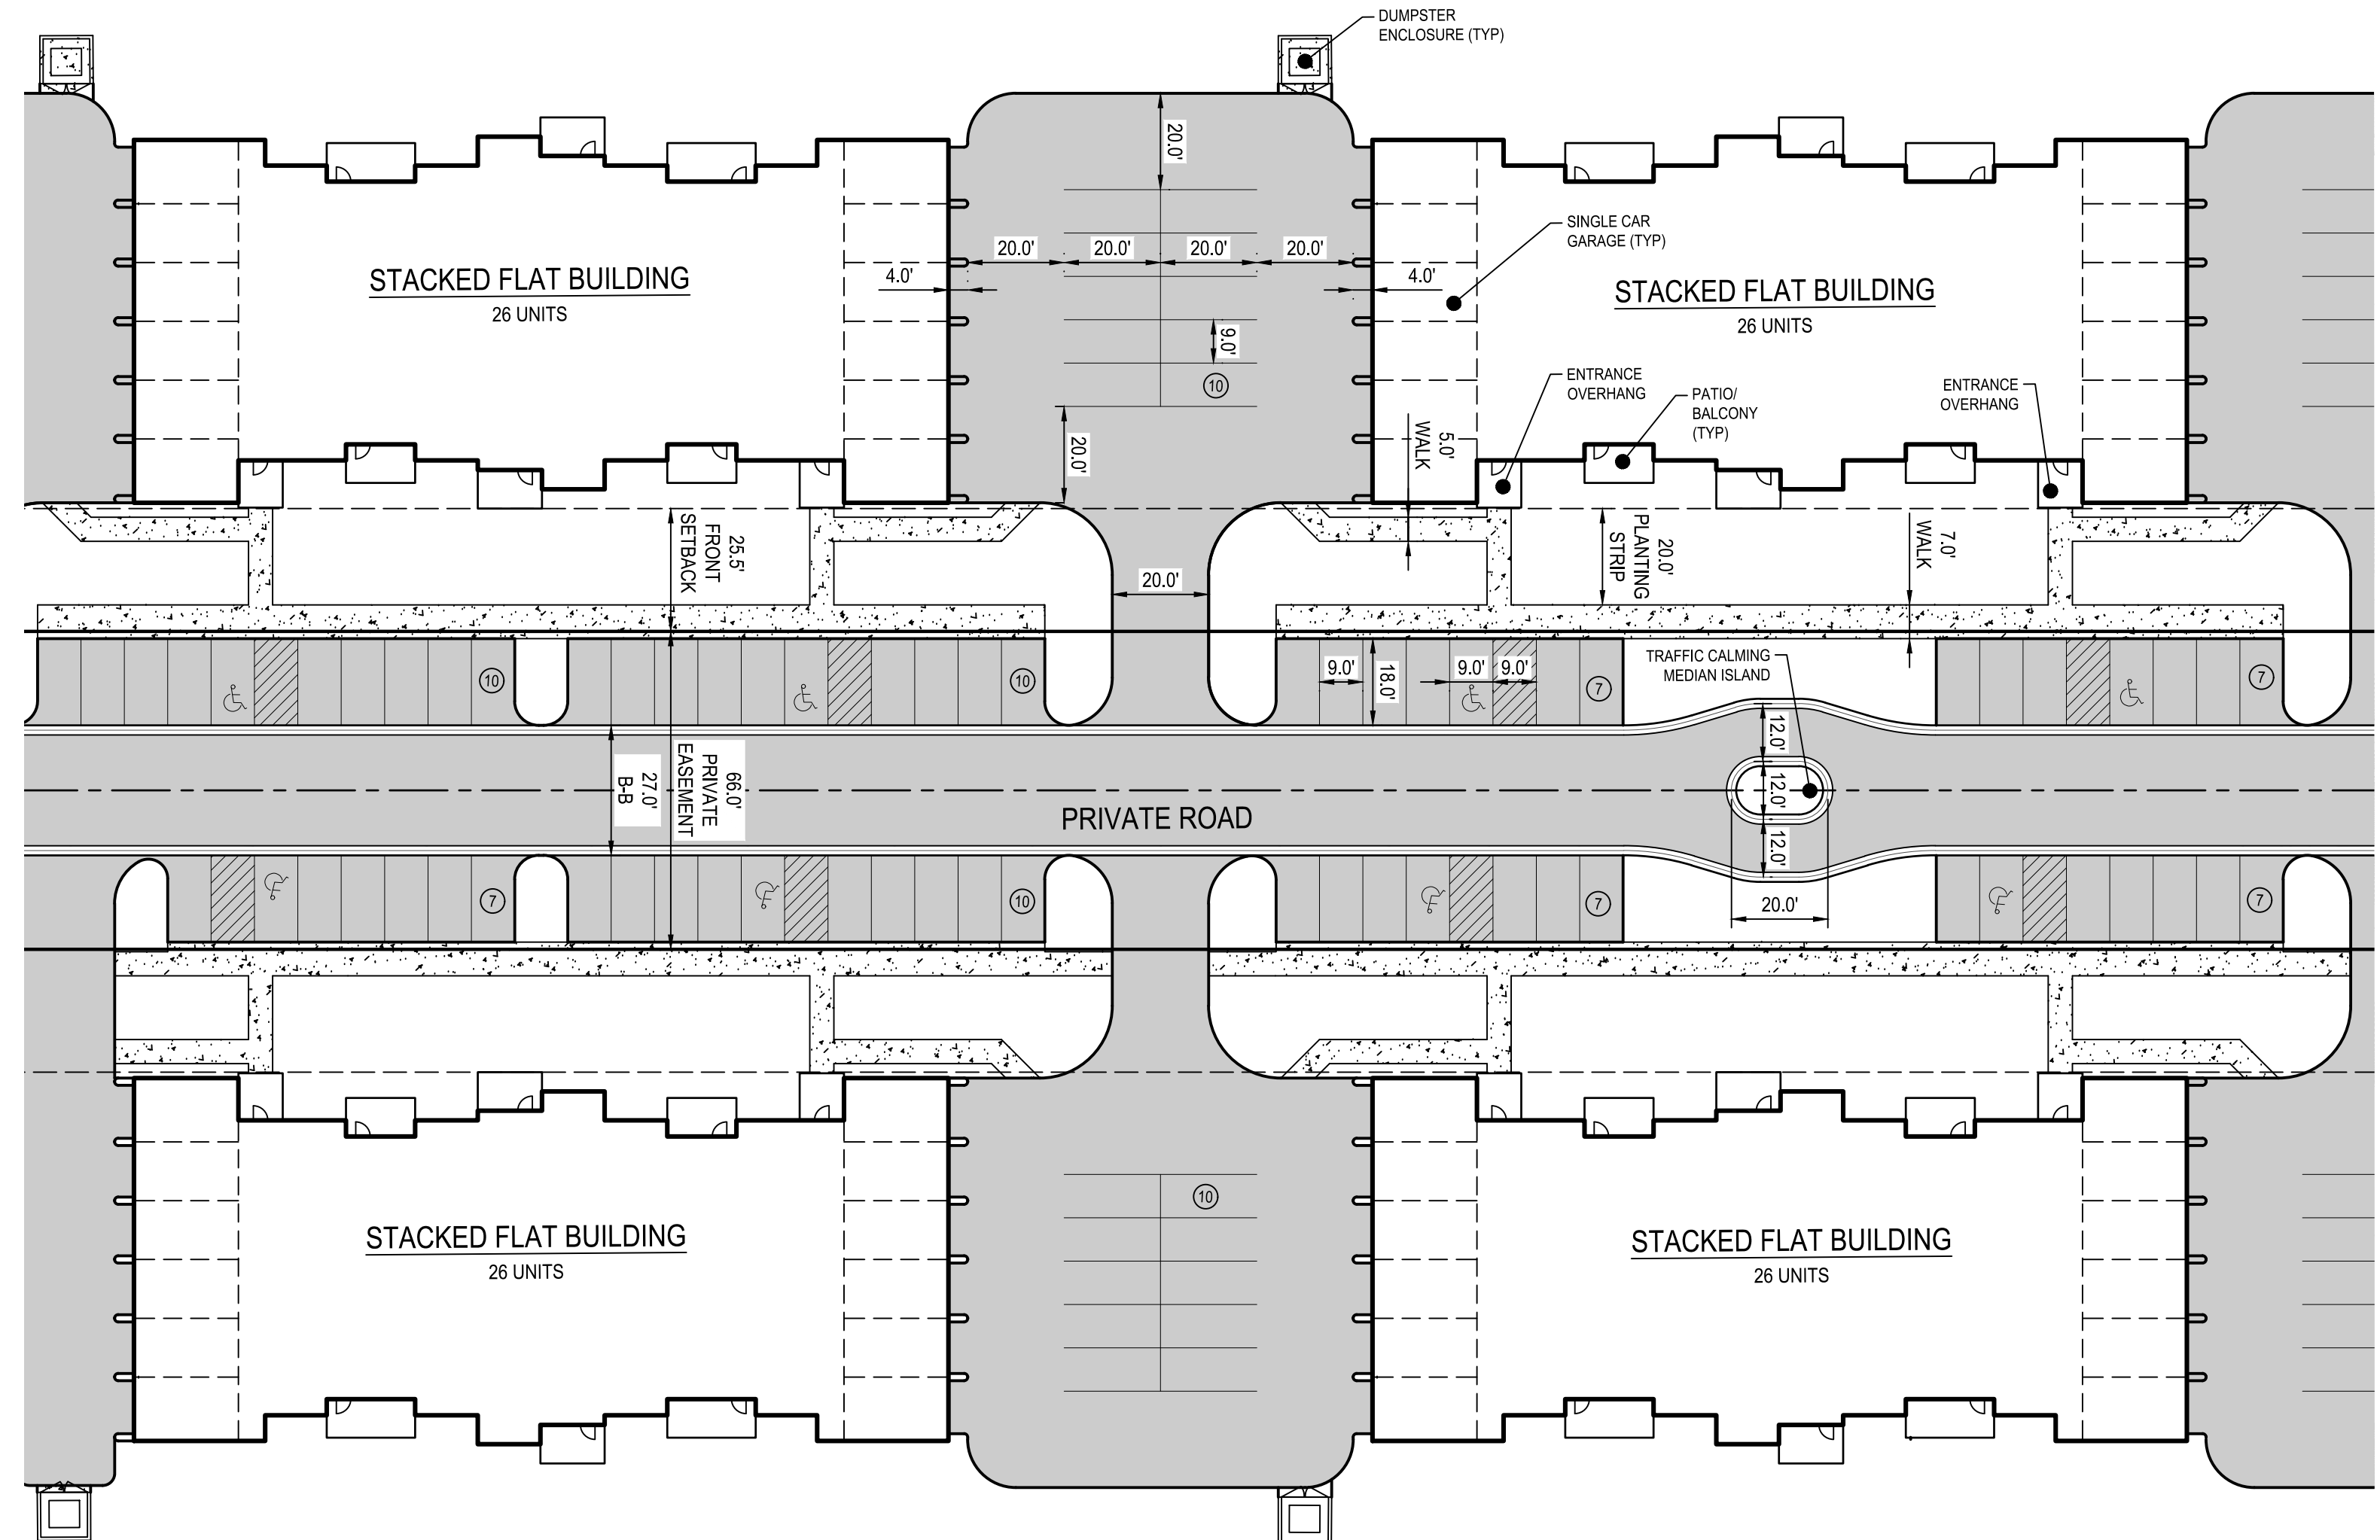 DUMPSTER
ENCLOSURE (TYP)
20.0'
SINGLE CAR
GARAGE (TYP)
20.0'
20.0'
20.0'
20.0'
4.0'
4.0'
STACKED FLAT BUILDING
26 UNITS
STACKED FLAT BUILDING
26 UNITS
9.0'
10
ENTRANCE
OVERHANG
PATIO/
BALCONY
(TYP)
ENTRANCE
OVERHANG
20.0'
5.0'
WALK
25.5'
FRONT
SETBACK
20.0'
20.0'
PLANTING
STRIP
7.0'
WALK
10
10
9.0'
18.0'
9.0'
9.0'
7
TRAFFIC CALMING
MEDIAN ISLAND
7
27.0'
B-B
66.0'
PRIVATE
EASEMENT
PRIVATE ROAD
12.0'
12.0'
12.0'
20.0'
7
10
7
7
10
STACKED FLAT BUILDING
26 UNITS
STACKED FLAT BUILDING
26 UNITS